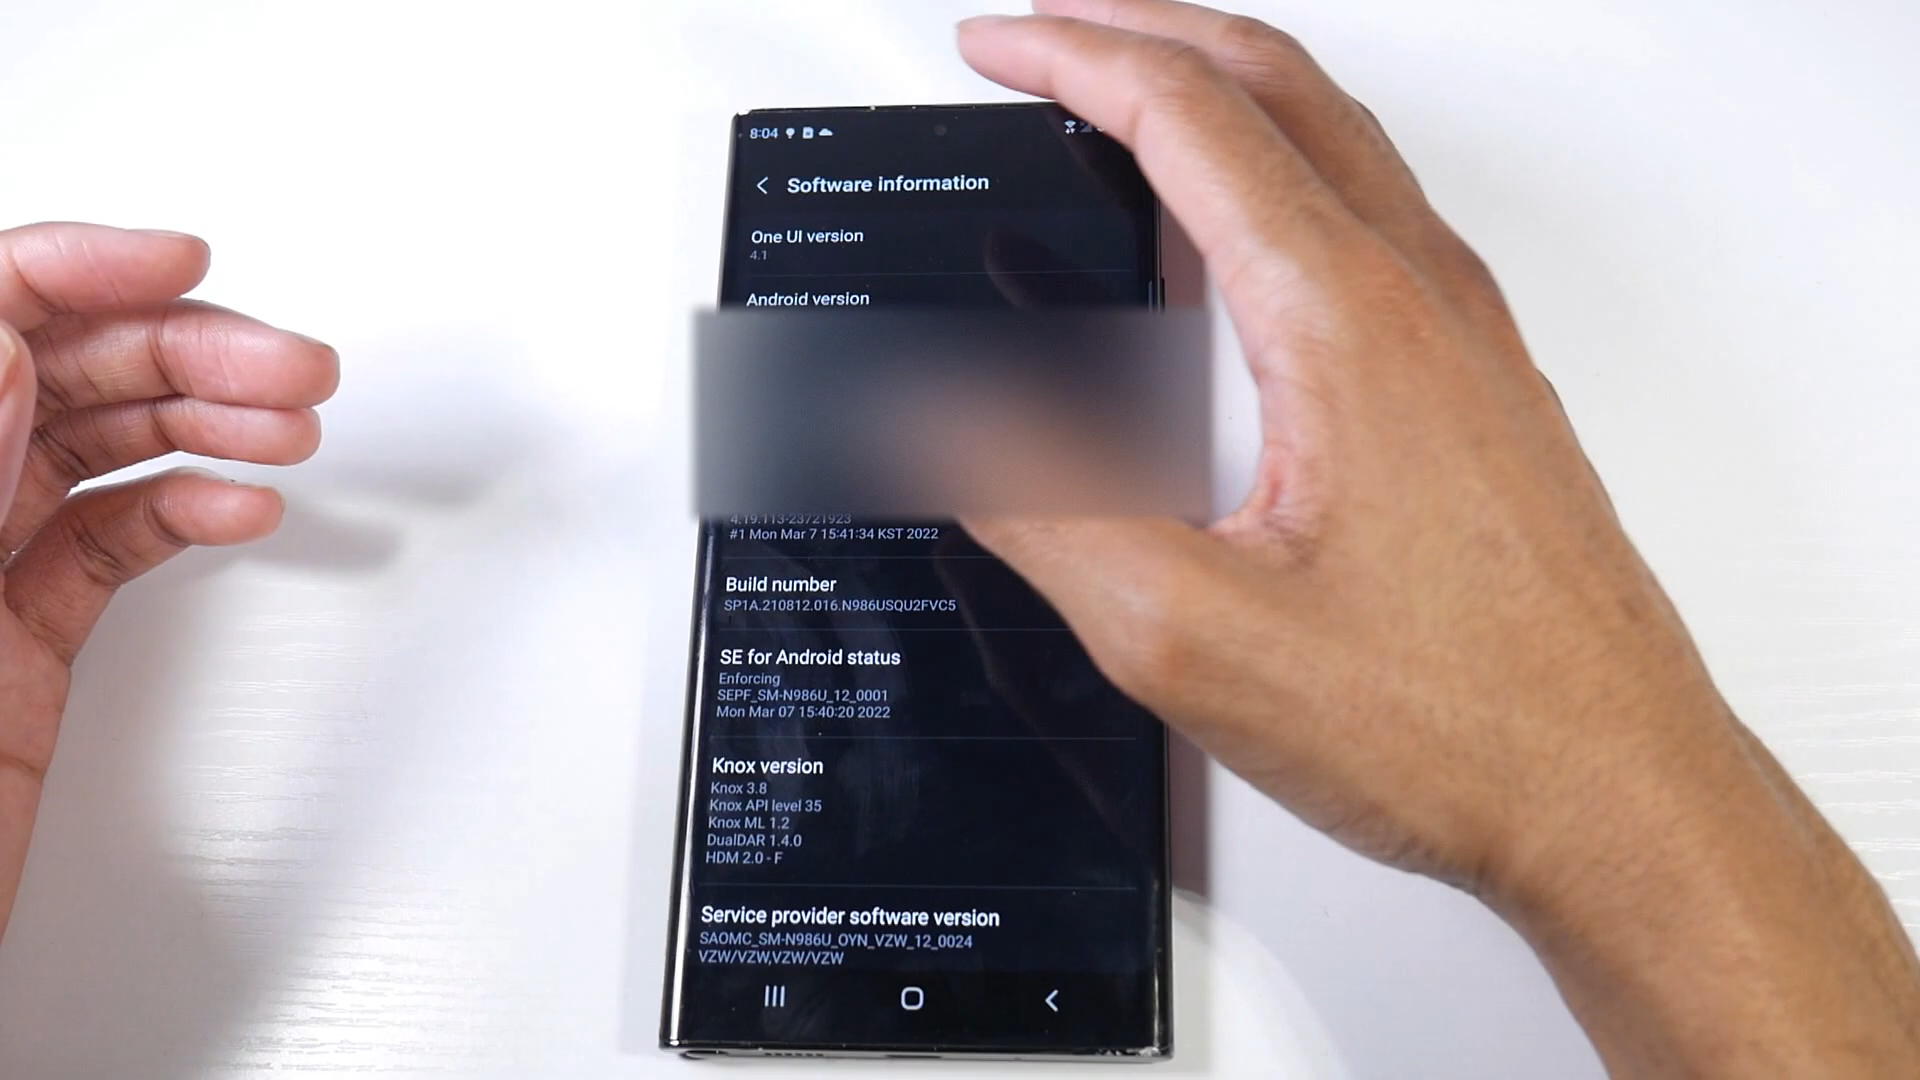 8:04
Software information
One UI version
4.1
Android version
4.19.113-23721923
#1 Mon Mar 7 15:41:34 KST 2022
Build number
SP1A.210812.016.N986USQU2FVC5
SE for Android status
Enforcing
SEPF_SM-N986U_12_0001
Mon Mar 07 15:40:20 2022
Knox version
Knox 3.8
Knox API level 35
Knox ML 1.2
DualDAR 1.4.0
HDM 2.0 - F
Service provider software version
SAOMC_SM-N986U_OYN_VZW_12_0024
VZW/VZW,VZW/VZW